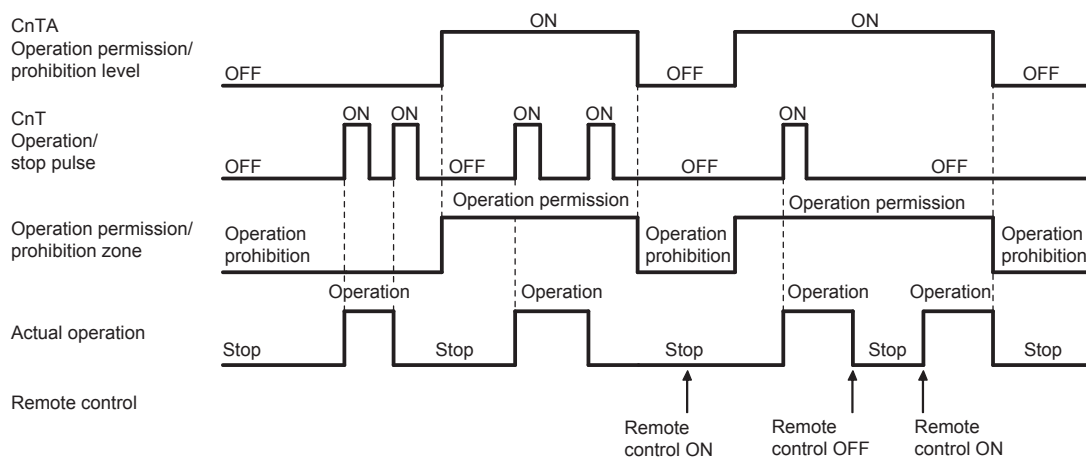 CnTA
Operation permission/
prohibition level
OFF
ON
OFF
ON
OFF
CnT
Operation/
stop pulse
OFF
ON
ON
OFF
ON
ON
OFF
ON
OFF
Operation permission/
prohibition zone
Operation
prohibition
Operation permission
Operation
prohibition
Operation permission
Operation
prohibition
Actual operation
Stop
Operation
Stop
Operation
Stop
Operation
Stop
Operation
Stop
Remote control
Remote
control ON
Remote
control OFF
Remote
control ON